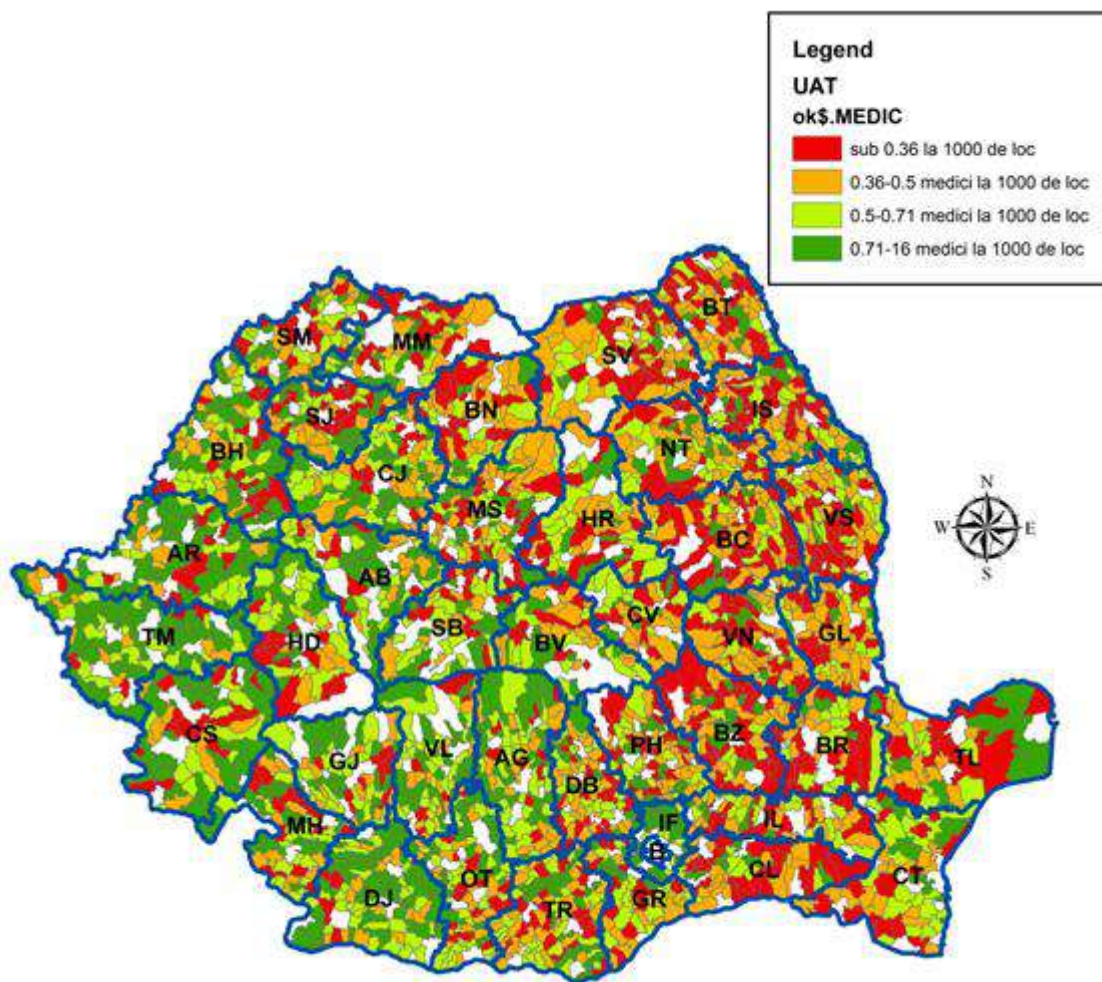 Legend
UAT
ok$.MEDIC
sub 0.36 la 1000 de loc
0.36-0.5 medici la 1000 de loc
0.5-0.71 medici la 1000 de loc
0.71-16 medici la 1000 de loc
BT
SM
MM
SV
SJ
BN
IS
BH
CJ
NT
MS
HR
BC
VS
N
W
E
S
AR
AB
TM
HD
SB
BV
CV
VN
GL
CS
GJ
VL
AG
DB
PH
BZ
BR
TL
MH
IF
IL
B
DJ
OT
TR
GR
CL
CT